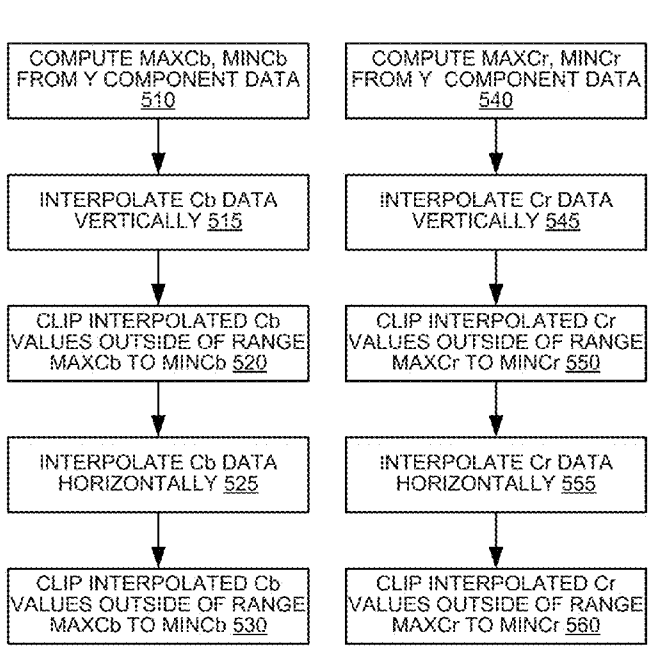 COMPUTE MAXCb, MINCb
FROM Y COMPONENT DATA
510
INTERPOLATE Cb DATA
VERTICALLY 515
CLIP INTERPOLATED Cb
VALUES OUTSIDE OF RANGE
MAXCb TO MINCb 520
INTERPOLATE Cb DATA
HORIZONTALLY 525
CLIP INTERPOLATED Cb
VALUES OUTSIDE OF RANGE
MAXCb TO MINCb 530
COMPUTE MAXCr, MINCr
FROM Y COMPONENT DATA
540
INTERPOLATE Cr DATA
VERTICALLY 545
CLIP INTERPOLATED Cr
VALUES OUTSIDE OF RANGE
MAXCr TO MINCr 550
INTERPOLATE Cr DATA
HORIZONTALLY 555
CLIP INTERPOLATED Cr
VALUES OUTSIDE OF RANGE
MAXCr TO MINCr 560